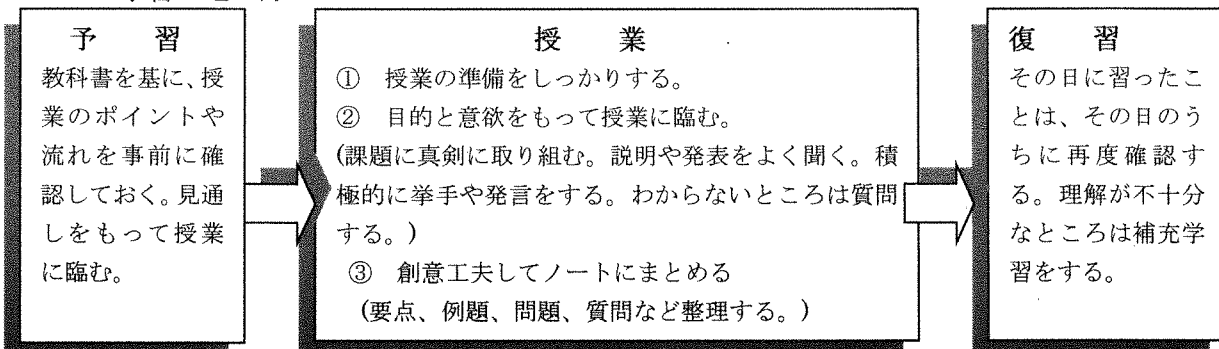 予　習
教科書を基に、授
業のポイントや
流れを事前に確
認しておく。見通
しをもって授業
に臨む。
授　業
①　授業の準備をしっかりする。
②　目的と意欲をもって授業に臨む。
(課題に真剣に取り組む。説明や発表をよく聞く。積
極的に挙手や発言をする。わからないところは質問
する。)
③　創意工夫してノートにまとめる
(要点、例題、問題、質問など整理する。)
復　習
その日に習ったこ
とは、その日のう
ちに再度確認す
る。理解が不十分
なところは補充学
習をする。